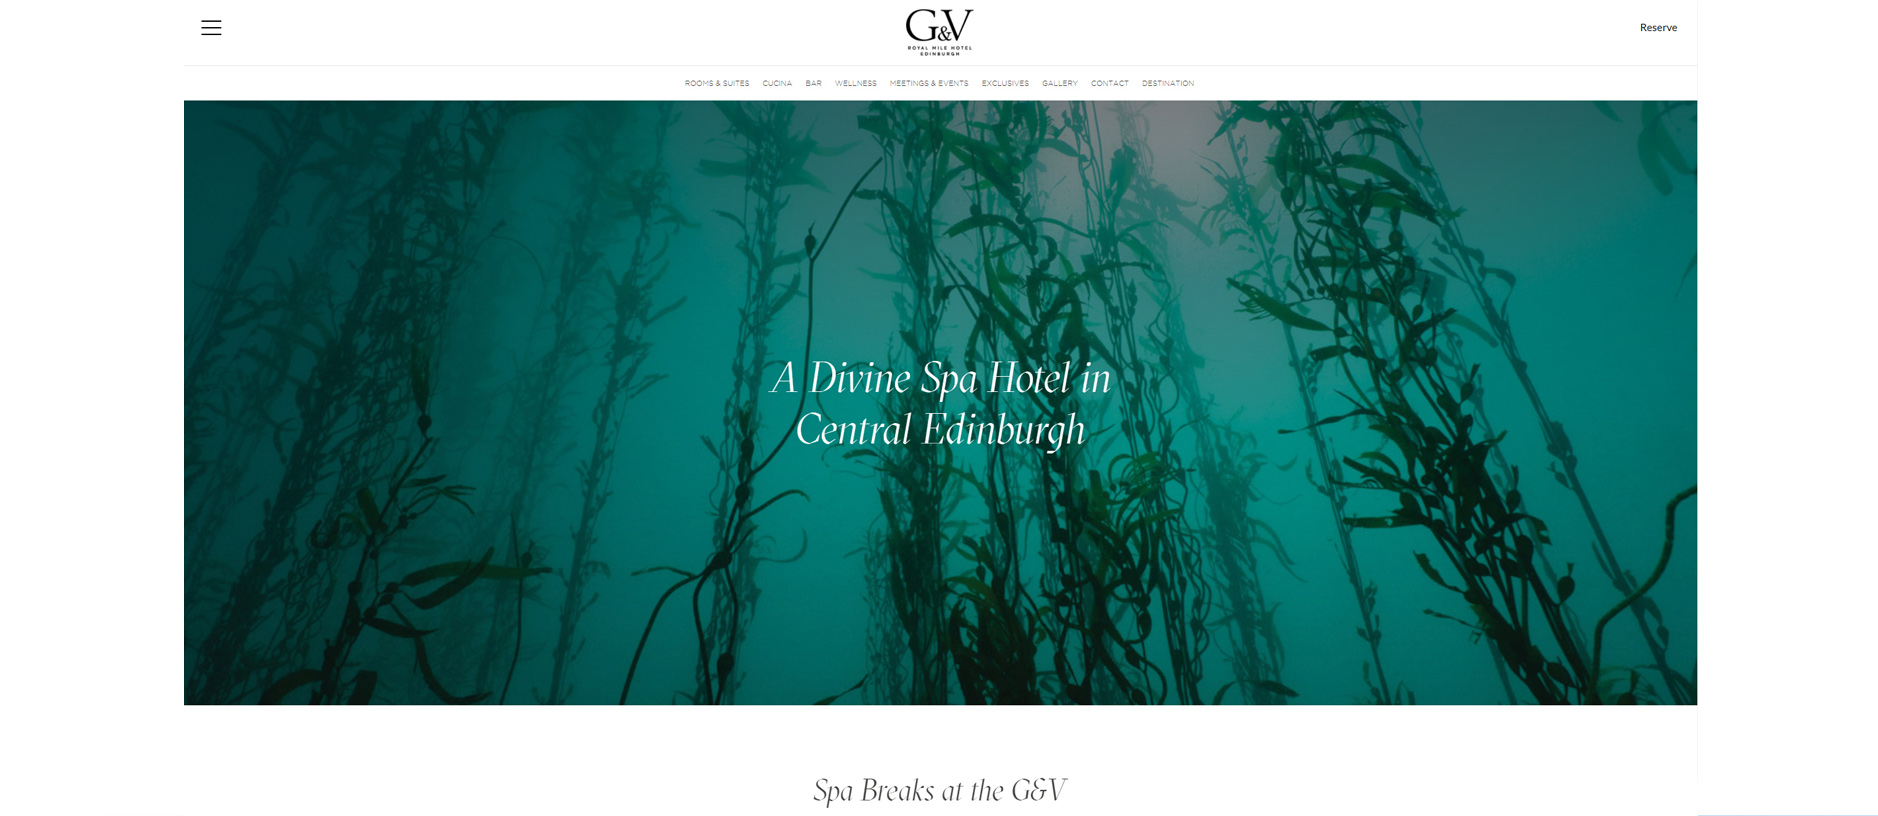 G&V
ROYAL MILE HOTEL
EDINBURGH
Reserve
ROOMS & SUITES CUCINA BAR WELLNESS MEETINGS & EVENTS EXCLUSIVES GALLERY CONTACT DESTINATION
A Divine Spa Hotel in
Central Edinburgh
Spa Breaks at the G&V